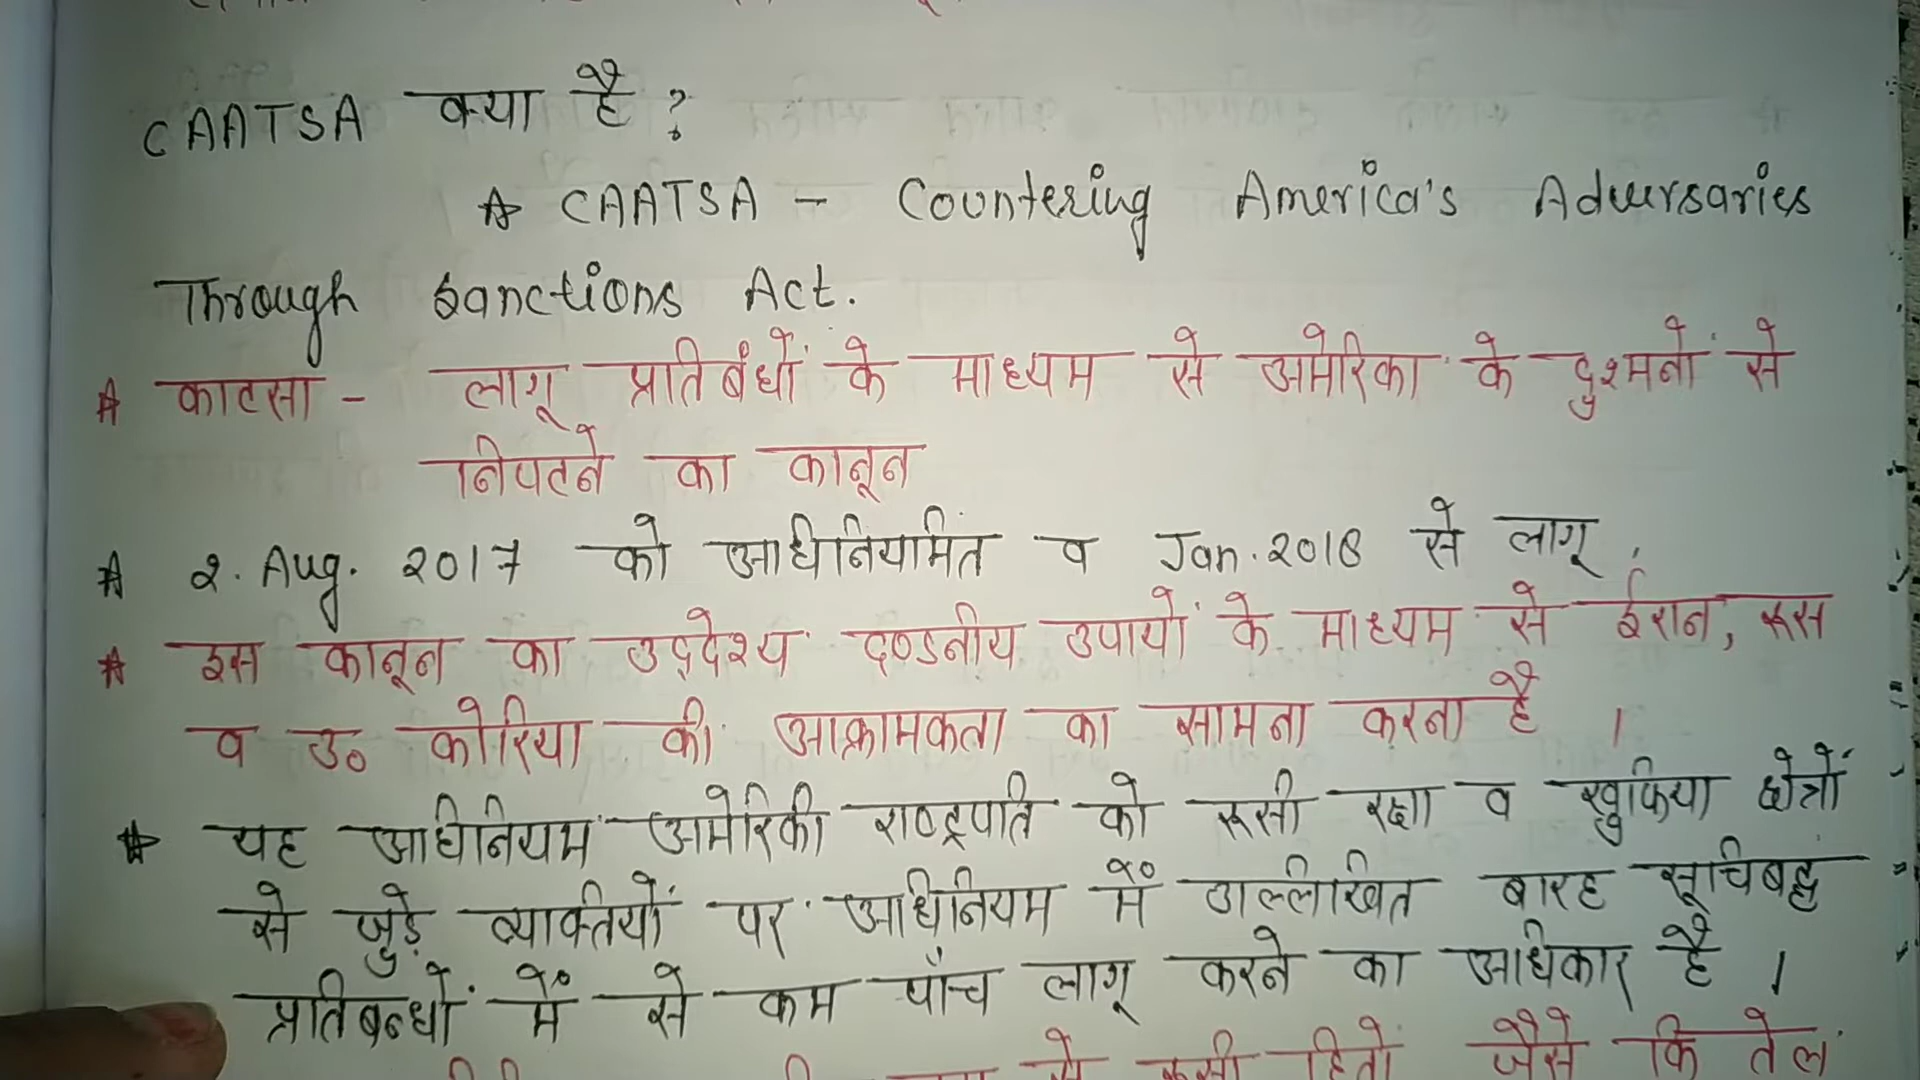 CAATSA क्या है ?
☆ CAATSA - Countering America's Adversaries
Through Sanctions Act.
☆ काटसा - लागू प्रतिबंधों के माध्यम से अमेरिका के दुश्मनों से
निपटने का कानून
☆ 2. Aug. 2017 को अधिनियमित व Jan. 2018 से लागू
☆ इस कानून का उद्देश्य दण्डनीय उपायों के माध्यम से ईरान, रूस
व उ० कोरिया की आक्रामकता का सामना करना है ।
☆ यह अधिनियम अमेरिकी राष्ट्रपति को रूसी रक्षा व खुफिया क्षेत्रों
से जुड़े व्यक्तियों पर अधिनियम में उल्लिखित बारह सूचिबद्ध
प्रतिबन्धों में से कम पाँच लागू करने का अधिकार है ।
से रूसी हितों जैसे कि तेल